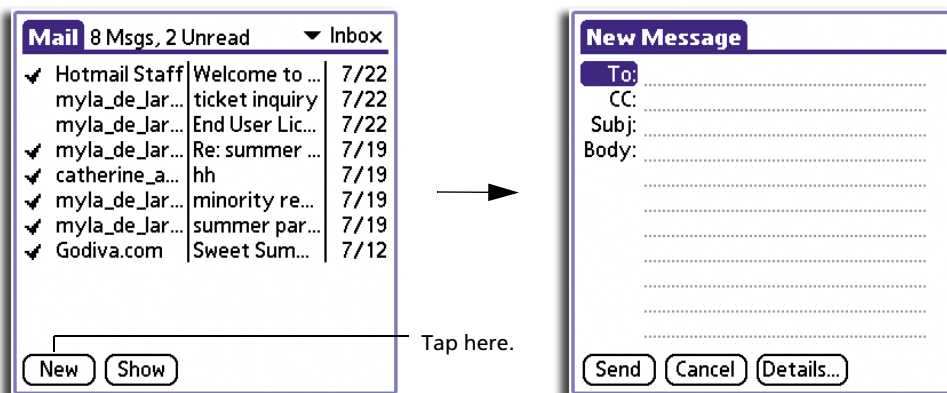 Mail 8 Msgs, 2 Unread Inbox
Hotmail Staff Welcome to ... 7/22
myla_de_lar... ticket inquiry 7/22
myla_de_lar... End User Lic... 7/22
myla_de_lar... Re: summer ... 7/19
catherine_a... hh 7/19
myla_de_lar... minority re... 7/19
myla_de_lar... summer par... 7/19
Godiva.com Sweet Sum... 7/12
New Show
Tap here.
New Message
To:
CC:
Subj:
Body:
Send Cancel Details...